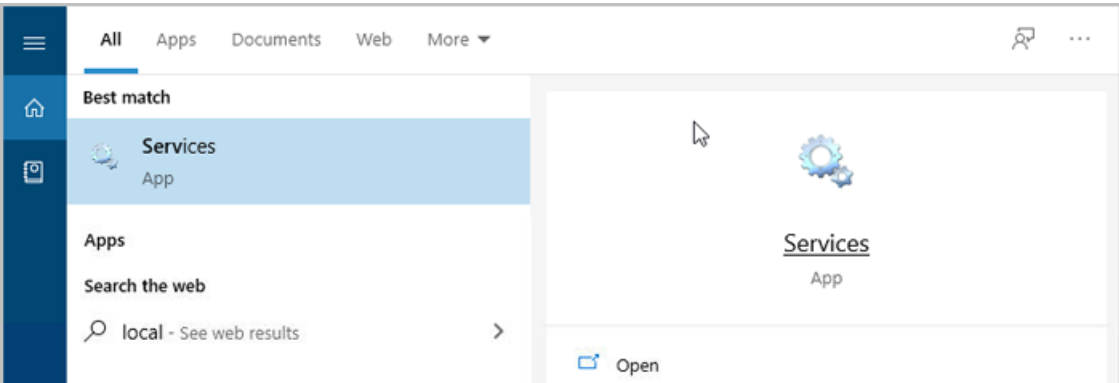 All Apps Documents Web More
Best match
Services
App
Apps
Search the web
local - See web results
Services
App
Open